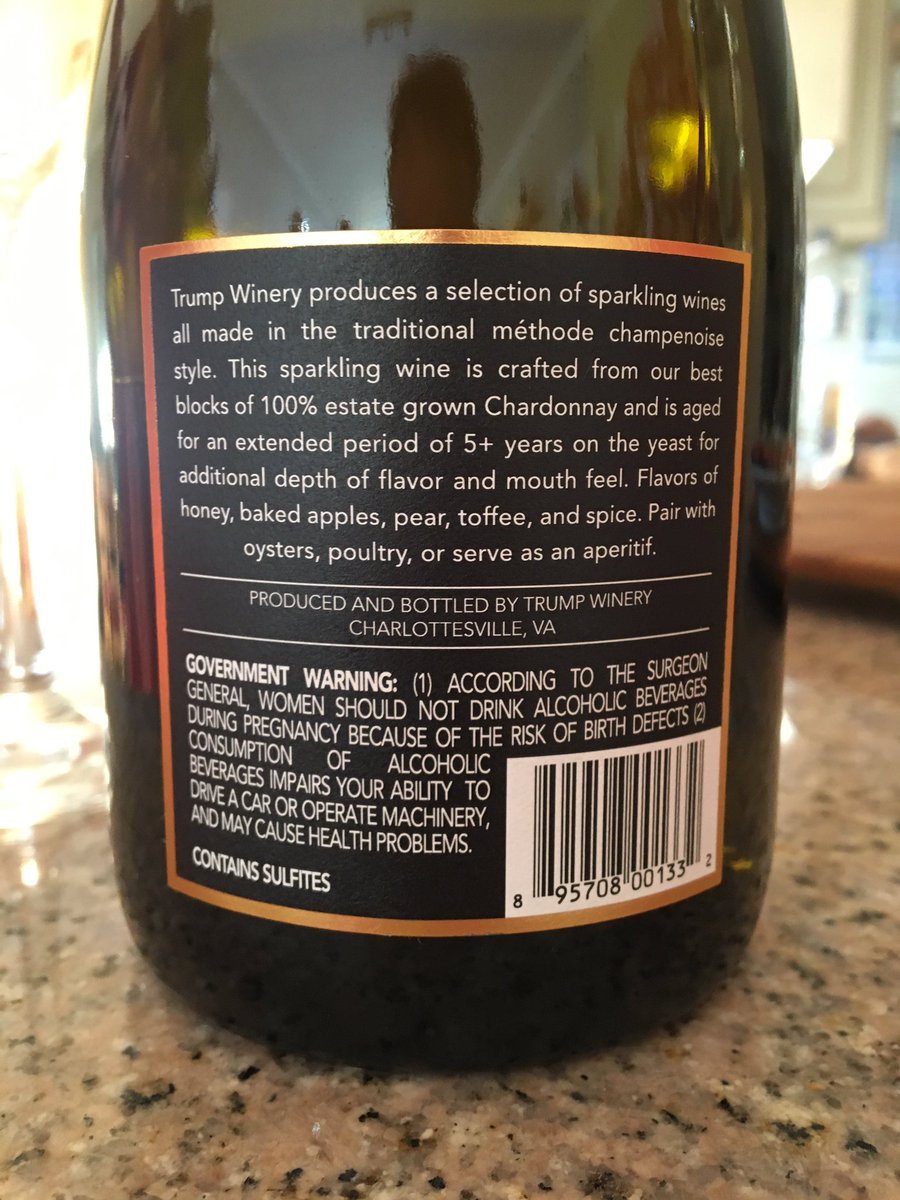 Trump Winery produces a selection of sparkling wines
all made in the traditional méthode champenoise
style. This sparkling wine is crafted from our best
blocks of 100% estate grown Chardonnay and is aged
for an extended period of 5+ years on the yeast for
additional depth of flavor and mouth feel. Flavors of
honey, baked apples, pear, toffee, and spice. Pair with
oysters, poultry, or serve as an aperitif.
PRODUCED AND BOTTLED BY TRUMP WINERY
CHARLOTTESVILLE, VA
GOVERNMENT WARNING: (1) ACCORDING TO THE SURGEON
GENERAL, WOMEN SHOULD NOT DRINK ALCOHOLIC BEVERAGES
DURING PREGNANCY BECAUSE OF THE RISK OF BIRTH DEFECTS (2)
CONSUMPTION OF ALCOHOLIC
BEVERAGES IMPAIRS YOUR ABILITY TO
DRIVE A CAR OR OPERATE MACHINERY,
AND MAY CAUSE HEALTH PROBLEMS.
CONTAINS SULFITES
8 95708 00133 2